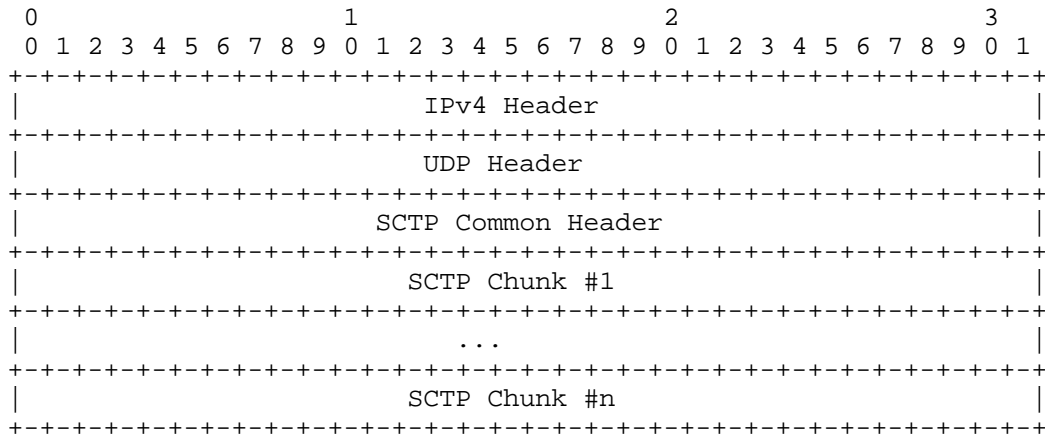 0                   1                   2                   3
 0 1 2 3 4 5 6 7 8 9 0 1 2 3 4 5 6 7 8 9 0 1 2 3 4 5 6 7 8 9 0 1
+-+-+-+-+-+-+-+-+-+-+-+-+-+-+-+-+-+-+-+-+-+-+-+-+-+-+-+-+-+-+-+-+
|                         IPv4 Header                           |
+-+-+-+-+-+-+-+-+-+-+-+-+-+-+-+-+-+-+-+-+-+-+-+-+-+-+-+-+-+-+-+-+
|                         UDP Header                            |
+-+-+-+-+-+-+-+-+-+-+-+-+-+-+-+-+-+-+-+-+-+-+-+-+-+-+-+-+-+-+-+-+
|                      SCTP Common Header                       |
+-+-+-+-+-+-+-+-+-+-+-+-+-+-+-+-+-+-+-+-+-+-+-+-+-+-+-+-+-+-+-+-+
|                        SCTP Chunk #1                          |
+-+-+-+-+-+-+-+-+-+-+-+-+-+-+-+-+-+-+-+-+-+-+-+-+-+-+-+-+-+-+-+-+
|                           ...                                 |
+-+-+-+-+-+-+-+-+-+-+-+-+-+-+-+-+-+-+-+-+-+-+-+-+-+-+-+-+-+-+-+-+
|                        SCTP Chunk #n                          |
+-+-+-+-+-+-+-+-+-+-+-+-+-+-+-+-+-+-+-+-+-+-+-+-+-+-+-+-+-+-+-+-+